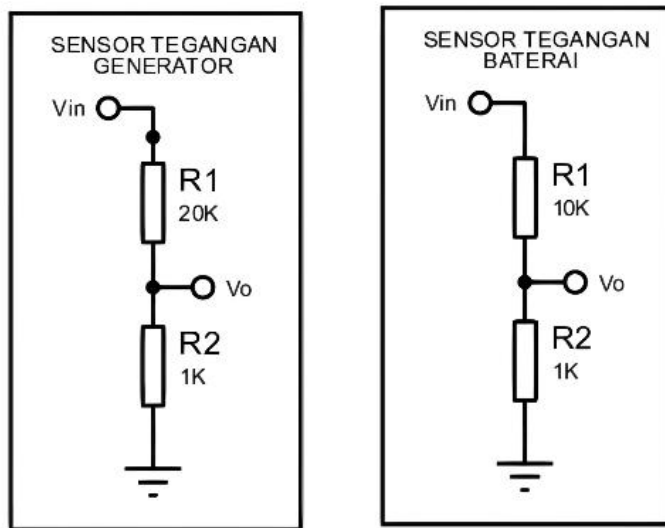 SENSOR TEGANGAN
GENERATOR
Vin
R1
20K
Vo
R2
1K
SENSOR TEGANGAN
BATERAI
Vin
R1
10K
Vo
R2
1K